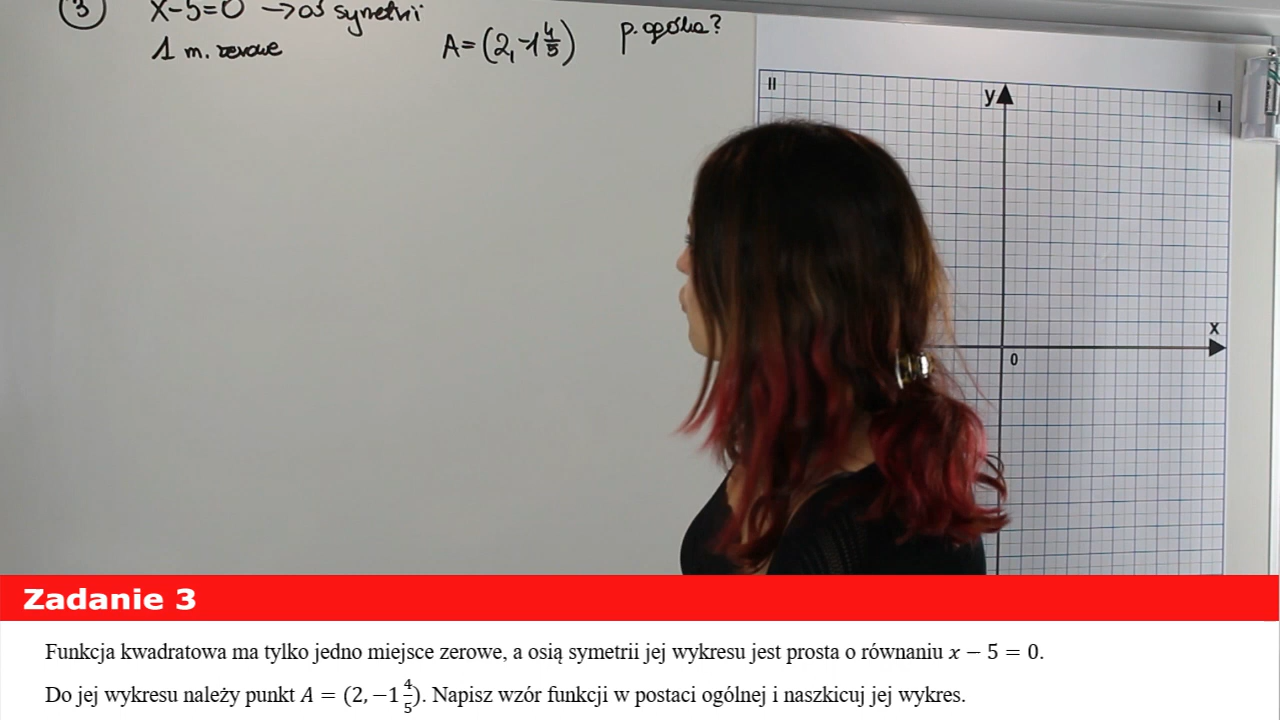 3 x-5=0 → oś symetrii
1 m. zerowe A=(2,-1 4/5) p. ogólna?
II y I
x
0
Zadanie 3
Funkcja kwadratowa ma tylko jedno miejsce zerowe, a osią symetrii jej wykresu jest prosta o równaniu x − 5 = 0.
Do jej wykresu należy punkt A = (2, −1 4/5). Napisz wzór funkcji w postaci ogólnej i naszkicuj jej wykres.